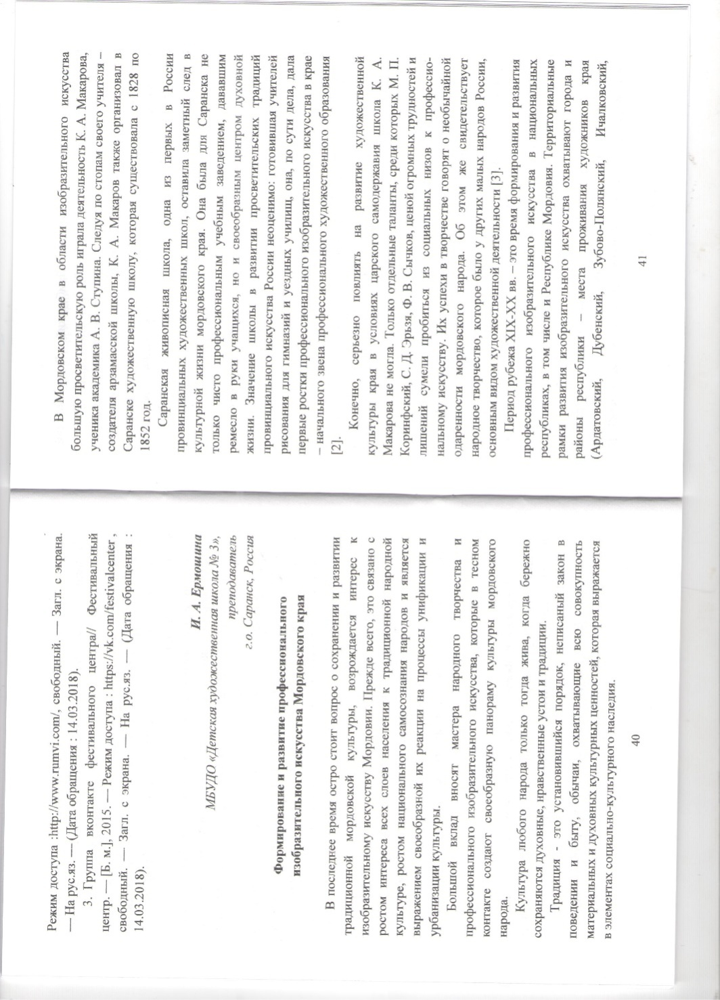 Режим доступа :http://www.rumvi.com/, свободный. — Загл. с экрана.
— На рус.яз. — (Дата обращения : 14.03.2018).
3. Группа вконтакте фестивального центра// Фестивальный
центр. — [Б. м.], 2015. — Режим доступа : https://vk.com/festivalcenter ,
свободный. — Загл. с экрана. — На рус.яз. — (Дата обращения :
14.03.2018).
И. А. Ермошина
МБУДО «Детская художественная школа № 3»,
преподаватель
г.о. Саранск, Россия
Формирование и развитие профессионального
изобразительного искусства Мордовского края
В последнее время остро стоит вопрос о сохранении и развитии
традиционной мордовской культуры, возрождается интерес к
изобразительному искусству Мордовии. Прежде всего, это связано с
ростом интереса всех слоев населения к традиционной народной
культуре, ростом национального самосознания народов и является
выражением своеобразной их реакции на процессы унификации и
урбанизации культуры.
Большой вклад вносят мастера народного творчества и
профессионального изобразительного искусства, которые в тесном
контакте создают своеобразную панораму культуры мордовского
народа.
Культура любого народа только тогда жива, когда бережно
сохраняются духовные, нравственные устои и традиции.
Традиция - это установившийся порядок, неписаный закон в
поведении и быту, обычаи, охватывающие всю совокупность
материальных и духовных культурных ценностей, которая выражается
в элементах социально-культурного наследия.
40
В Мордовском крае в области изобразительного искусства
большую просветительскую роль играла деятельность К. А. Макарова,
ученика академика А. В. Ступина. Следуя по стопам своего учителя –
создателя арзамасской школы, К. А. Макаров также организовал в
Саранске художественную школу, которая существовала с 1828 по
1852 год.
Саранская живописная школа, одна из первых в России
провинциальных художественных школ, оставила заметный след в
культурной жизни мордовского края. Она была для Саранска не
только чисто профессиональным учебным заведением, дававшим
ремесло в руки учащихся, но и своеобразным центром духовной
жизни. Значение школы в развитии просветительских традиций
провинциального искусства России неоценимо: готовившая учителей
рисования для гимназий и уездных училищ, она, по сути дела, дала
первые ростки профессионального изобразительного искусства в крае
– начального звена профессионального художественного образования
[2].
Конечно, серьезно повлиять на развитие художественной
культуры края в условиях царского самодержавия школа К. А.
Макарова не могла. Только отдельные таланты, среди которых М. П.
Коринфский, С. Д. Эрьзя, Ф. В. Сычков, ценой огромных трудностей и
лишений сумели пробиться из социальных низов к профессио-
нальному искусству. Их успехи в творчестве говорят о необычайной
одаренности мордовского народа. Об этом же свидетельствует
народное творчество, которое было у других малых народов России,
основным видом художественной деятельности [3].
Период рубежа XIX-XX вв. – это время формирования и развития
профессионального изобразительного искусства в национальных
республиках, в том числе и Республике Мордовия. Территориальные
рамки развития изобразительного искусства охватывают города и
районы республики – места проживания художников края
(Ардатовский, Дубенский, Зубово-Полянский, Ичалковский,
41